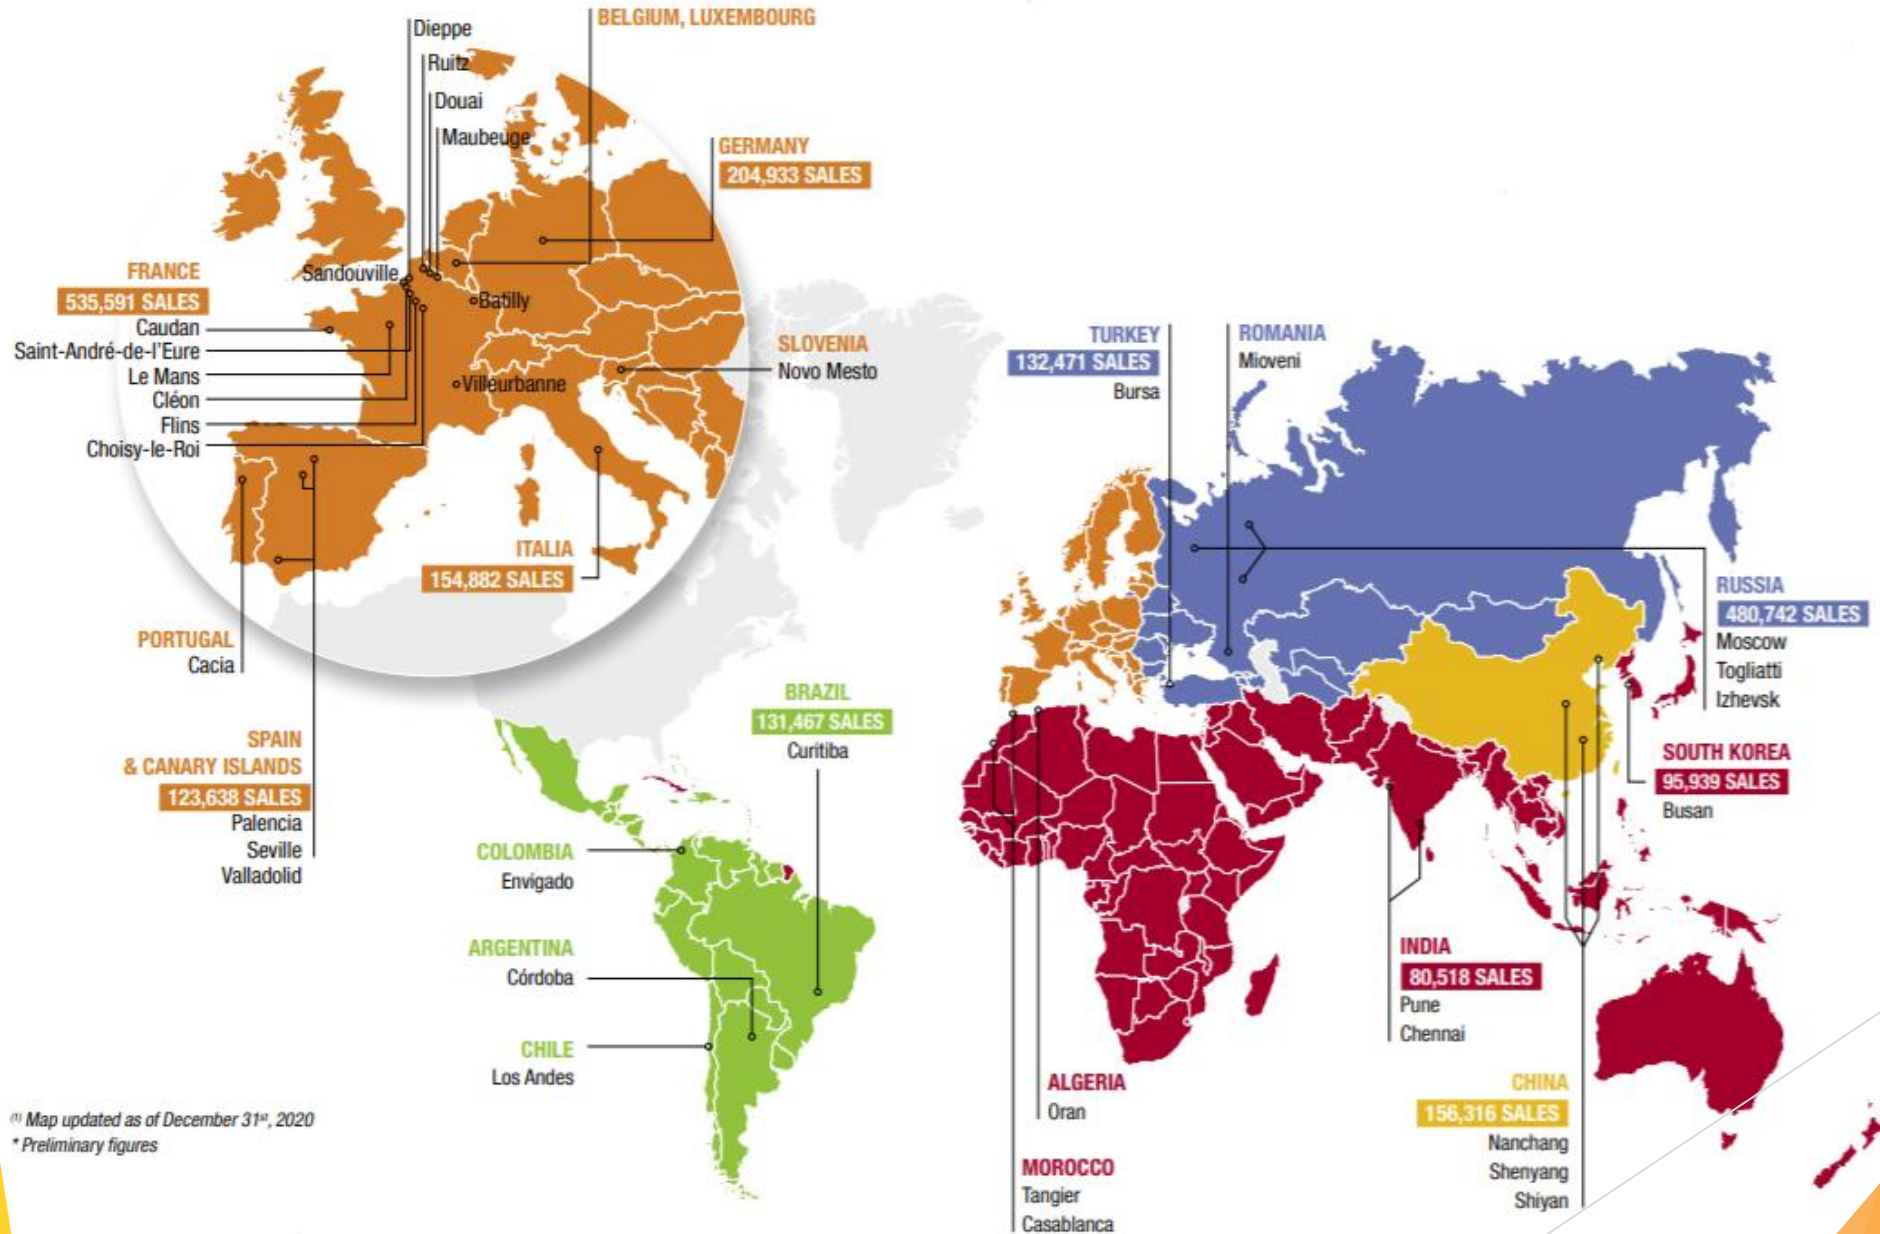 Dieppe
Ruitz
Douai
Maubeuge
BELGIUM, LUXEMBOURG
GERMANY
204,933 SALES
Sandouville
Batilly
Villeurbanne
FRANCE
535,591 SALES
Caudan
Saint-André-de-l'Eure
Le Mans
Cléon
Flins
Choisy-le-Roi
SLOVENIA
Novo Mesto
ITALIA
154,882 SALES
PORTUGAL
Cacia
SPAIN
& CANARY ISLANDS
123,638 SALES
Palencia
Seville
Valladolid
TURKEY
132,471 SALES
Bursa
ROMANIA
Mioveni
RUSSIA
480,742 SALES
Moscow
Togliatti
Izhevsk
SOUTH KOREA
95,939 SALES
Busan
BRAZIL
131,467 SALES
Curitiba
COLOMBIA
Envigado
ARGENTINA
Córdoba
CHILE
Los Andes
INDIA
80,518 SALES
Pune
Chennai
ALGERIA
Oran
MOROCCO
Tangier
Casablanca
CHINA
156,316 SALES
Nanchang
Shenyang
Shiyan
(1) Map updated as of December 31st, 2020
* Preliminary figures